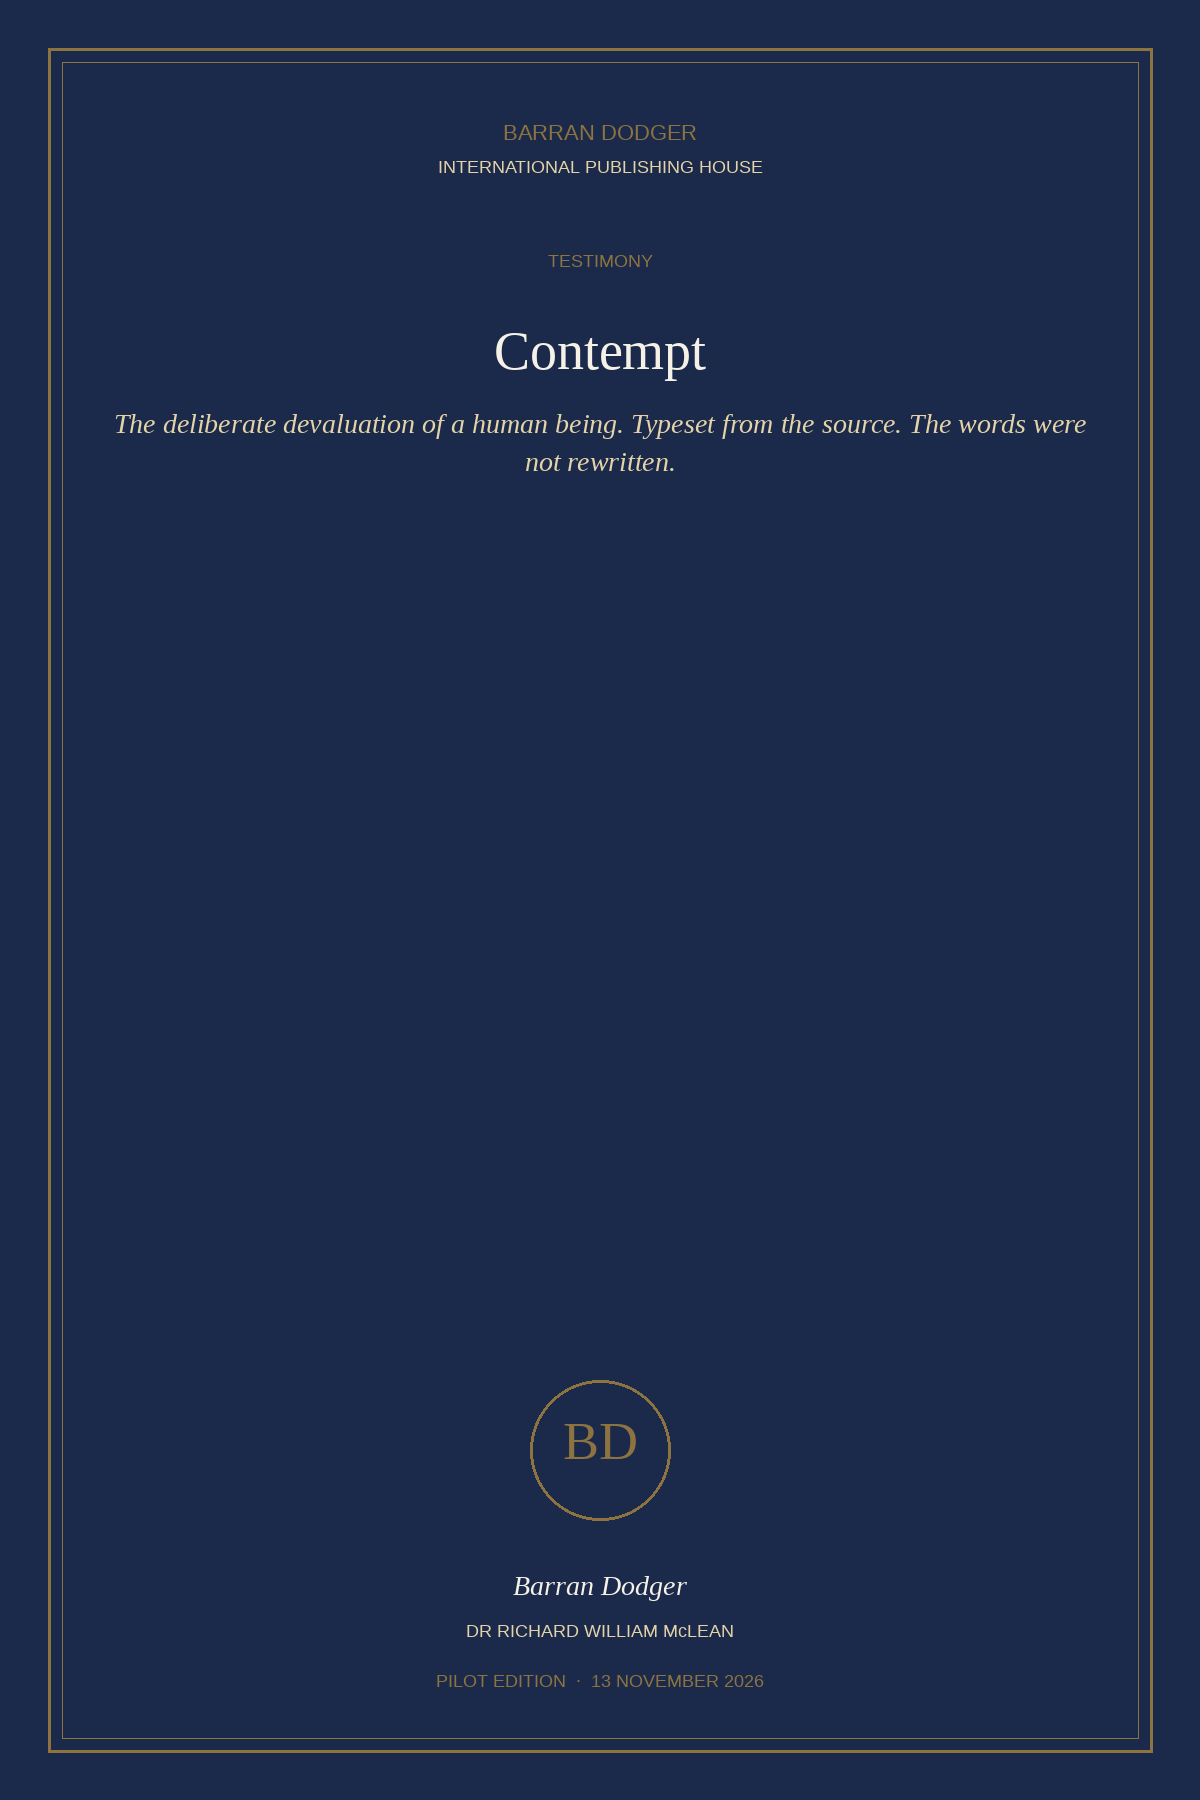 BARRAN DODGER
INTERNATIONAL PUBLISHING HOUSE
TESTIMONY
Contempt
The deliberate devaluation of a human being. Typeset from the source. The words were
not rewritten.
BD
Barran Dodger
DR RICHARD WILLIAM McLEAN
PILOT EDITION · 13 NOVEMBER 2026